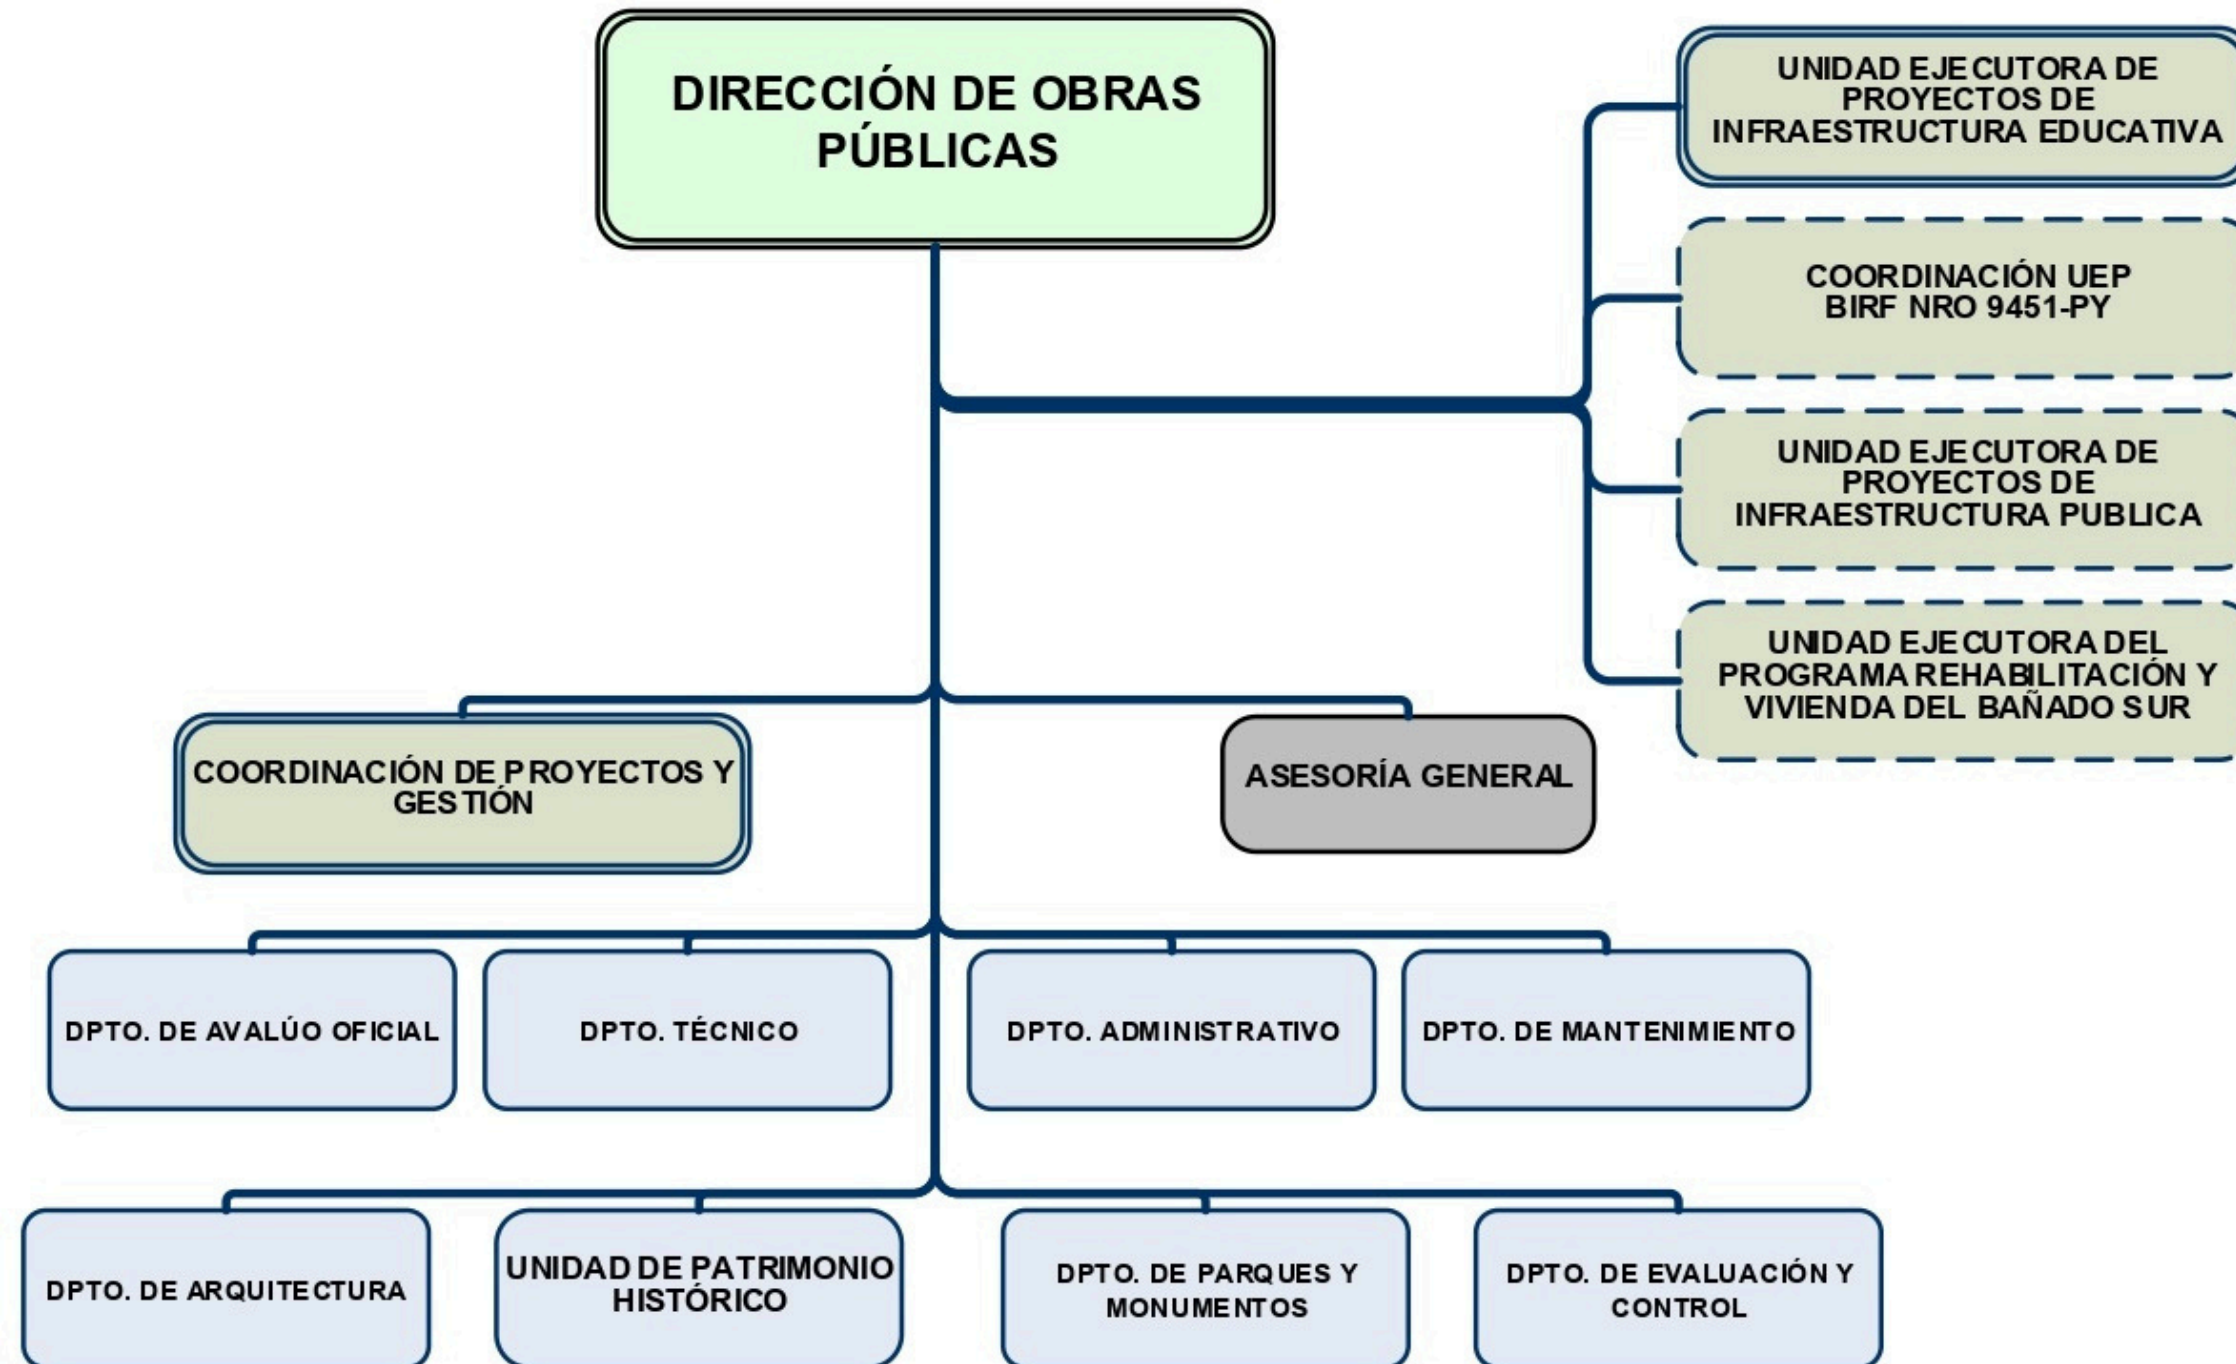 DIRECCIÓN DE OBRAS
PÚBLICAS
UNIDAD EJECUTORA DE
PROYECTOS DE
INFRAESTRUCTURA EDUCATIVA
COORDINACIÓN UEP
BIRF NRO 9451-PY
UNIDAD EJECUTORA DE
PROYECTOS DE
INFRAESTRUCTURA PUBLICA
UNIDAD EJECUTORA DEL
PROGRAMA REHABILITACIÓN Y
VIVIENDA DEL BAÑADO SUR
COORDINACIÓN DE PROYECTOS Y
GESTIÓN
ASESORÍA GENERAL
DPTO. DE AVALÚO OFICIAL
DPTO. TÉCNICO
DPTO. ADMINISTRATIVO
DPTO. DE MANTENIMIENTO
DPTO. DE ARQUITECTURA
UNIDAD DE PATRIMONIO
HISTÓRICO
DPTO. DE PARQUES Y
MONUMENTOS
DPTO. DE EVALUACIÓN Y
CONTROL